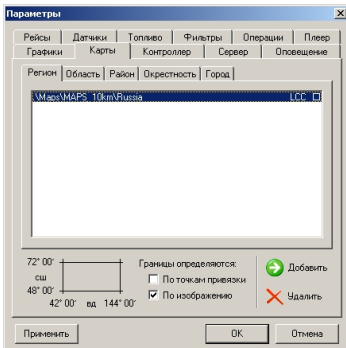 Параметры
Рейсы Датчики Топливо Фильтры Операции Плеер
Графики Карты Контроллер Сервер Оповещение
Регион Область Район Окрестность Город
.\Maps\MAPS_10km\Russia LCC
72° 00'
сш
48° 00'
42° 00' вд 144° 00'
Границы определяются:
По точкам привязки
По изображению
Добавить
Удалить
Применить OK Отмена